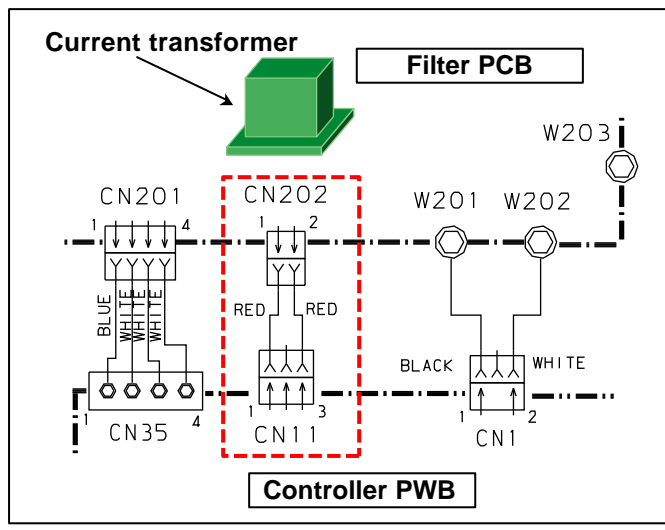 Current transformer
Filter PCB
W203
CN201
CN202
W201 W202
1 4
1 2
BLUE
WHITE
WHITE
WHITE
RED RED
BLACK WHITE
1 4
1 3
1 2
CN35
CN11
CN1
Controller PWB